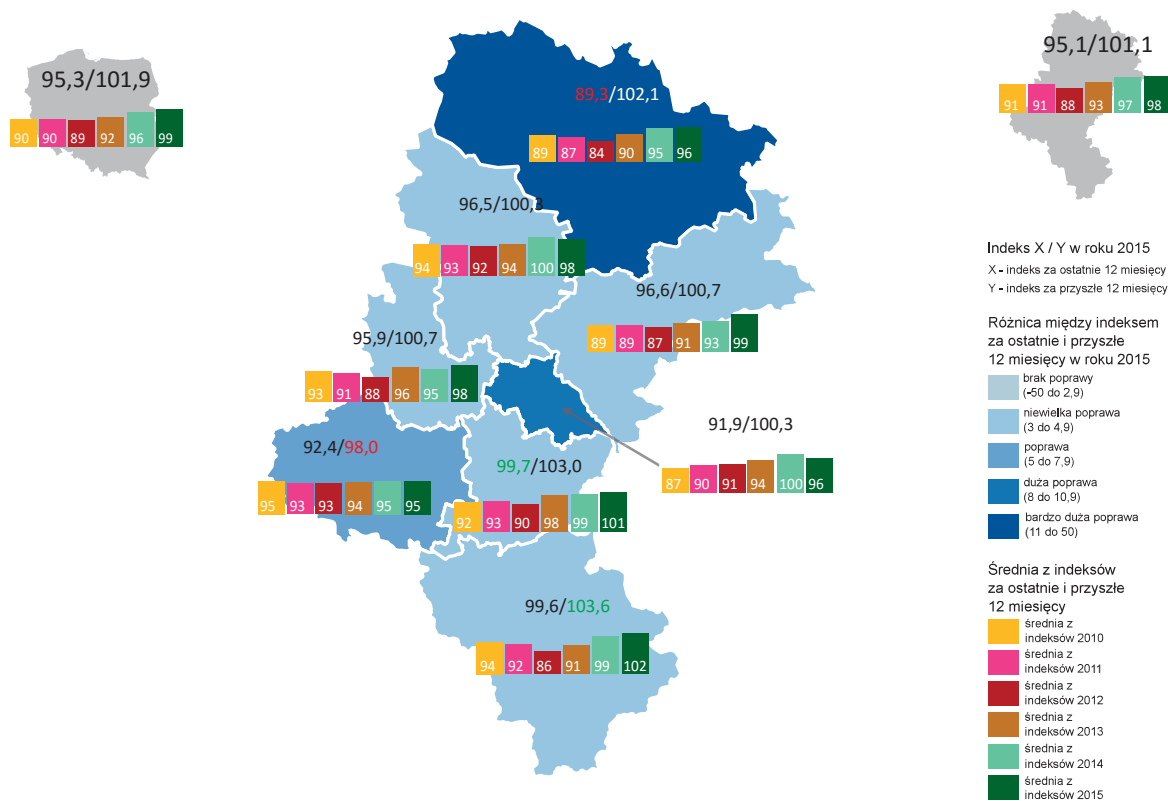 95,3/101,9
90 90 89 92 96 99
95,1/101,1
91 91 88 93 97 98
89,3/102,1
89 87 84 90 95 96
96,5/100,3
94 93 92 94 100 98
96,6/100,7
89 89 87 91 93 99
95,9/100,7
93 91 88 96 95 98
91,9/100,3
87 90 91 94 100 96
92,4/98,0
95 93 93 94 95 95
99,7/103,0
92 93 90 98 99 101
99,6/103,6
94 92 86 91 99 102
Indeks X / Y w roku 2015
X - indeks za ostatnie 12 miesięcy
Y - indeks za przyszłe 12 miesięcy
Różnica między indeksem
za ostatnie i przyszłe
12 miesięcy w roku 2015
brak poprawy
(-50 do 2,9)
niewielka poprawa
(3 do 4,9)
poprawa
(5 do 7,9)
duża poprawa
(8 do 10,9)
bardzo duża poprawa
(11 do 50)
Średnia z indeksów
za ostatnie i przyszłe
12 miesięcy
średnia z
indeksów 2010
średnia z
indeksów 2011
średnia z
indeksów 2012
średnia z
indeksów 2013
średnia z
indeksów 2014
średnia z
indeksów 2015